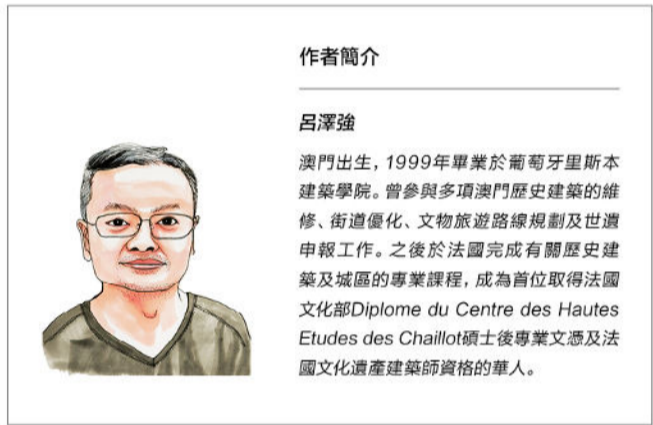 作者簡介
呂澤強
澳門出生，1999年畢業於葡萄牙里斯本
建築學院。曾參與多項澳門歷史建築的維
修、街道優化、文物旅遊路線規劃及世遺
申報工作。之後於法國完成有關歷史建
築及城區的專業課程，成為首位取得法國
文化部Diplome du Centre des Hautes
Etudes des Chaillot碩士後專業文憑及法
國文化遺產建築師資格的華人。